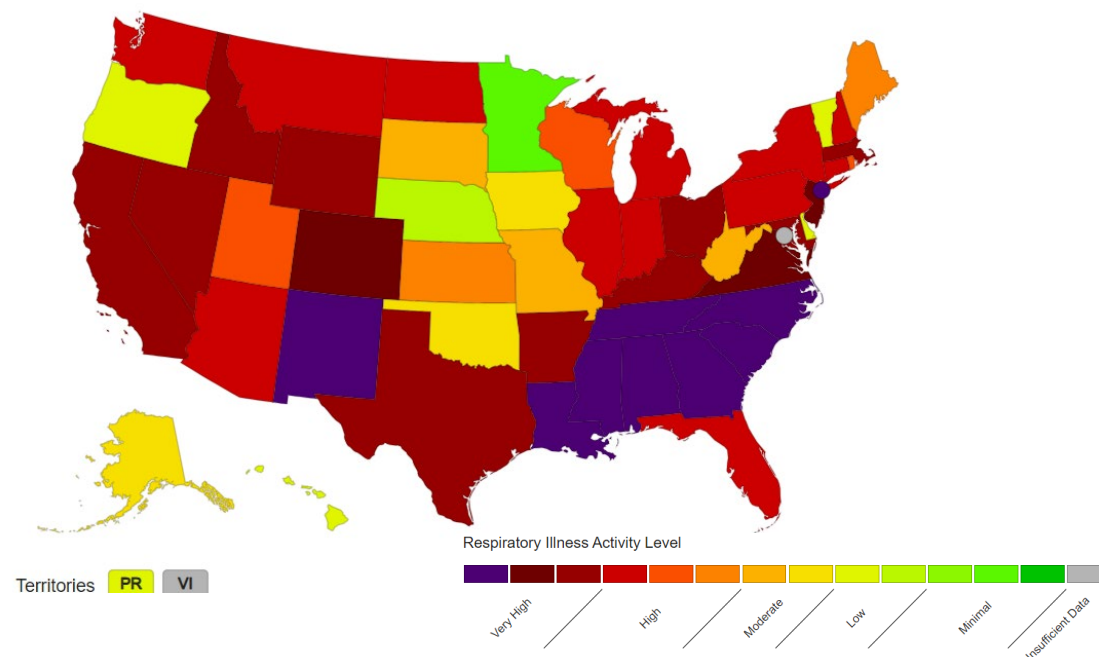 Territories
PR
VI
Respiratory Illness Activity Level
Very High
High
Moderate
Low
Minimal
Insufficient Data